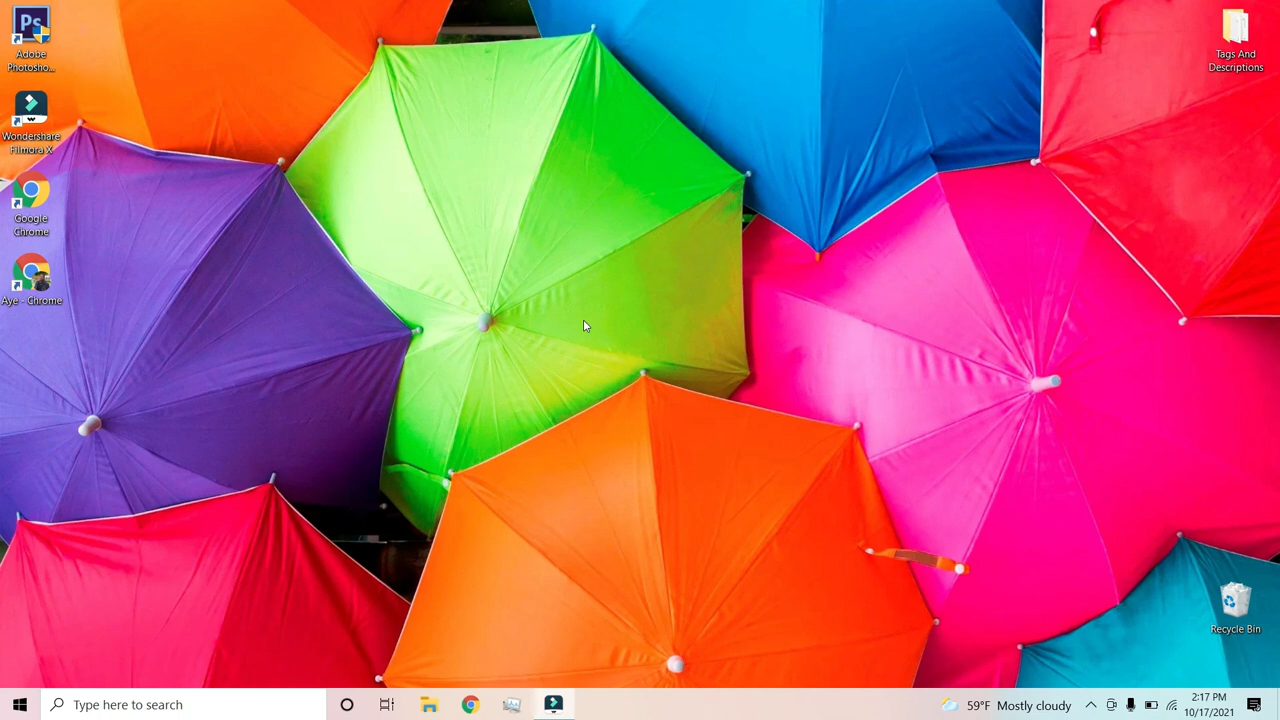 Ps
Adobe
Photosho...
Wondershare
Filmora X
Google
Chrome
Aye - Chrome
Tags And
Descriptions
Recycle Bin
Type here to search
59°F Mostly cloudy
2:17 PM
10/17/2021